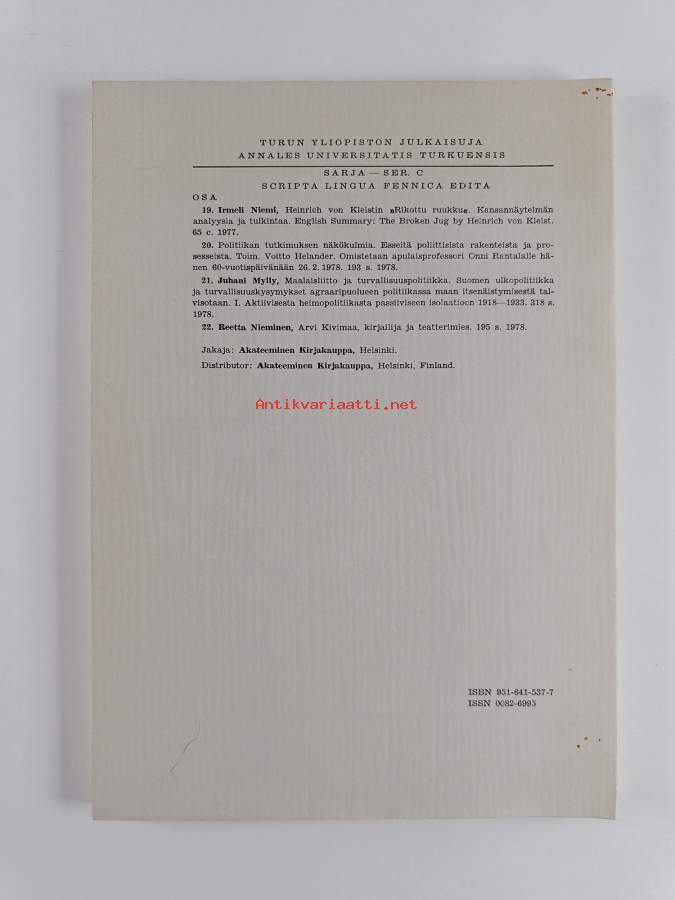 TURUN YLIOPISTON JULKAISUJA
ANNALES UNIVERSITATIS TURKUENSIS
SARJA — SER. C
SCRIPTA LINGUA FENNICA EDITA
OSA
19. Irmeli Niemi, Heinrich von Kleistin »Rikottu ruukku«. Kansannäytelmän
analyysia ja tulkintaa. English Summary: The Broken Jug by Heinrich von Kleist.
65 c. 1977.
20. Politiikan tutkimuksen näkökulmia. Esseitä poliittisista rakenteista ja pro-
sesseista. Toim. Voitto Helander. Omistetaan apulaisprofessori Onni Rantalalle hä-
nen 60-vuotispäivänään 26. 2. 1978. 193 s. 1978.
21. Juhani Mylly, Maalaisliitto ja turvallisuuspolitiikka. Suomen ulkopolitiikka
ja turvallisuuskysymykset agraaripuolueen politiikassa maan itsenäistymisestä tal-
visotaan. I. Aktiivisesta heimopolitiikasta passiiviseen isolaatioon 1918—1933. 318 s.
1978.
22. Reetta Nieminen, Arvi Kivimaa, kirjailija ja teatterimies. 195 s. 1978.
Jakaja: Akateeminen Kirjakauppa, Helsinki.
Distributor: Akateeminen Kirjakauppa, Helsinki, Finland.
Antikvariaatti.net
ISBN 951-641-537-7
ISSN 0082-6995